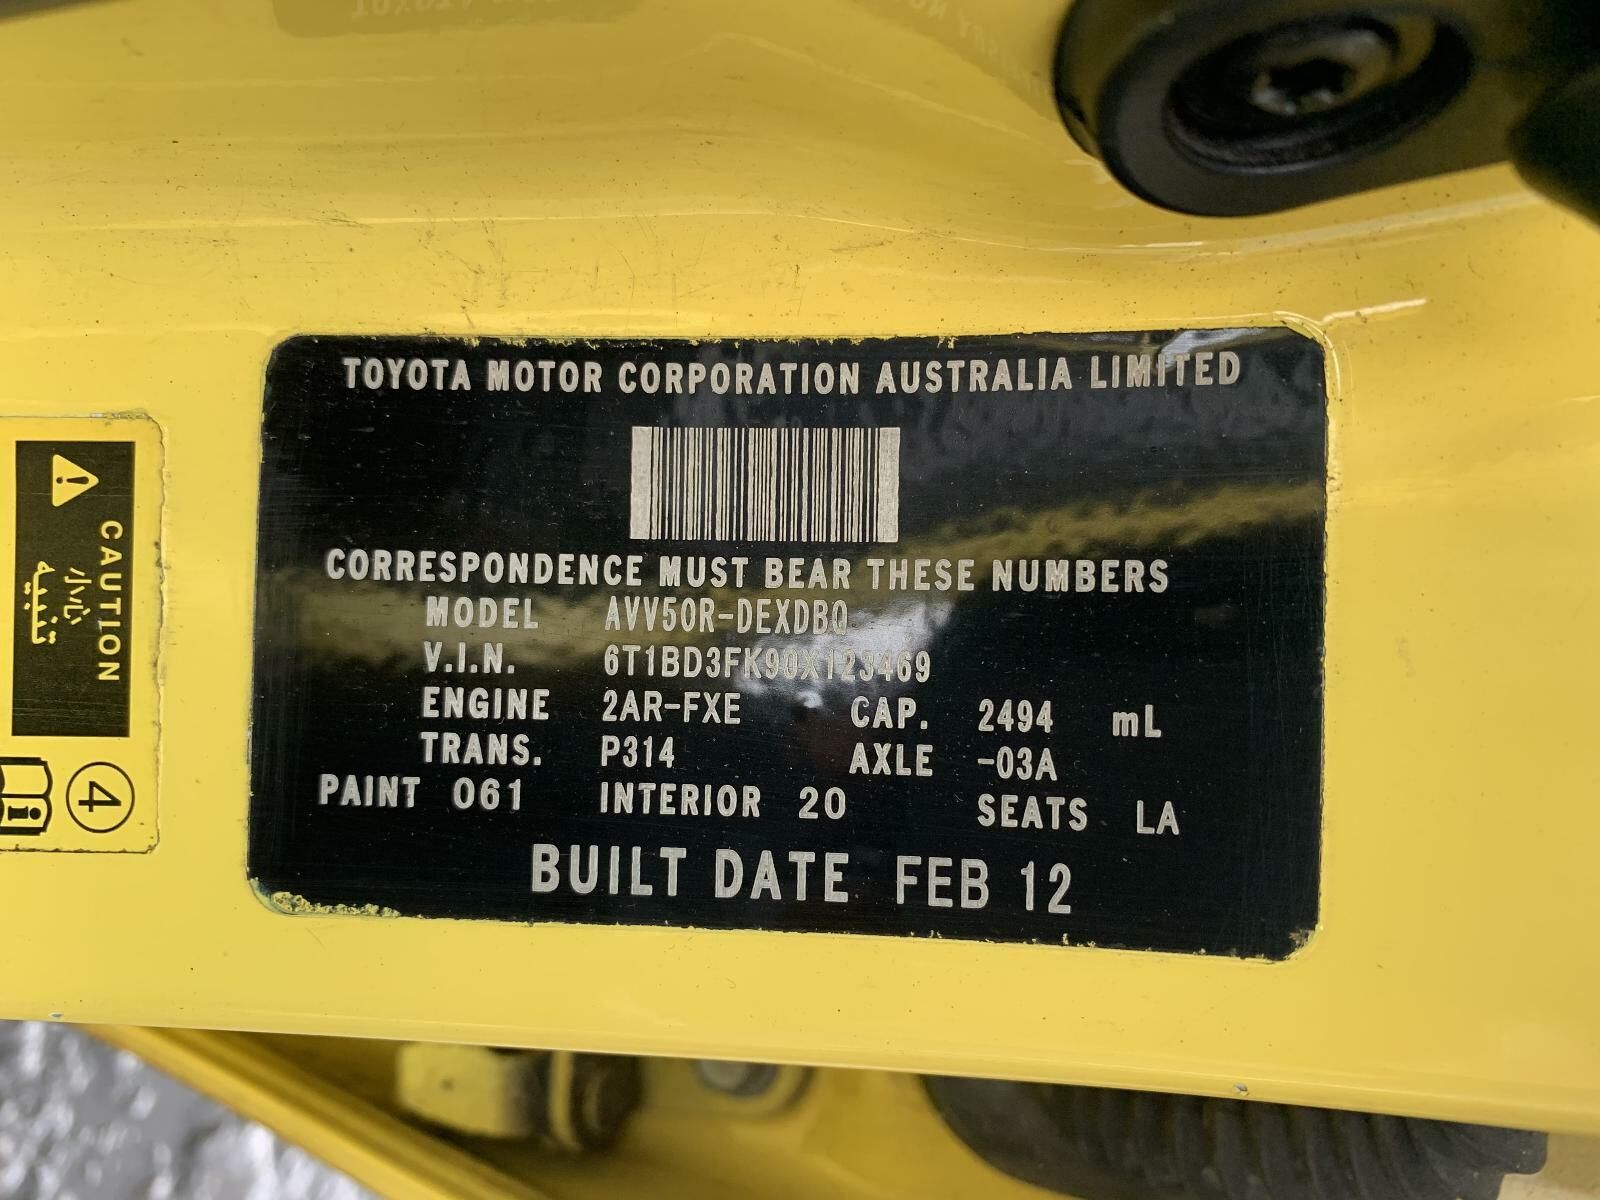 TOYOTA MOTOR CORPORATION AUSTRALIA LIMITED
CORRESPONDENCE MUST BEAR THESE NUMBERS
MODEL AVV50R-DEXDBQ
V.I.N. 6T1BD3FK90X123469
ENGINE 2AR-FXE CAP. 2494 mL
TRANS. P314 AXLE -03A
PAINT 061 INTERIOR 20 SEATS LA
BUILT DATE FEB 12
CAUTION
تنبيه
4